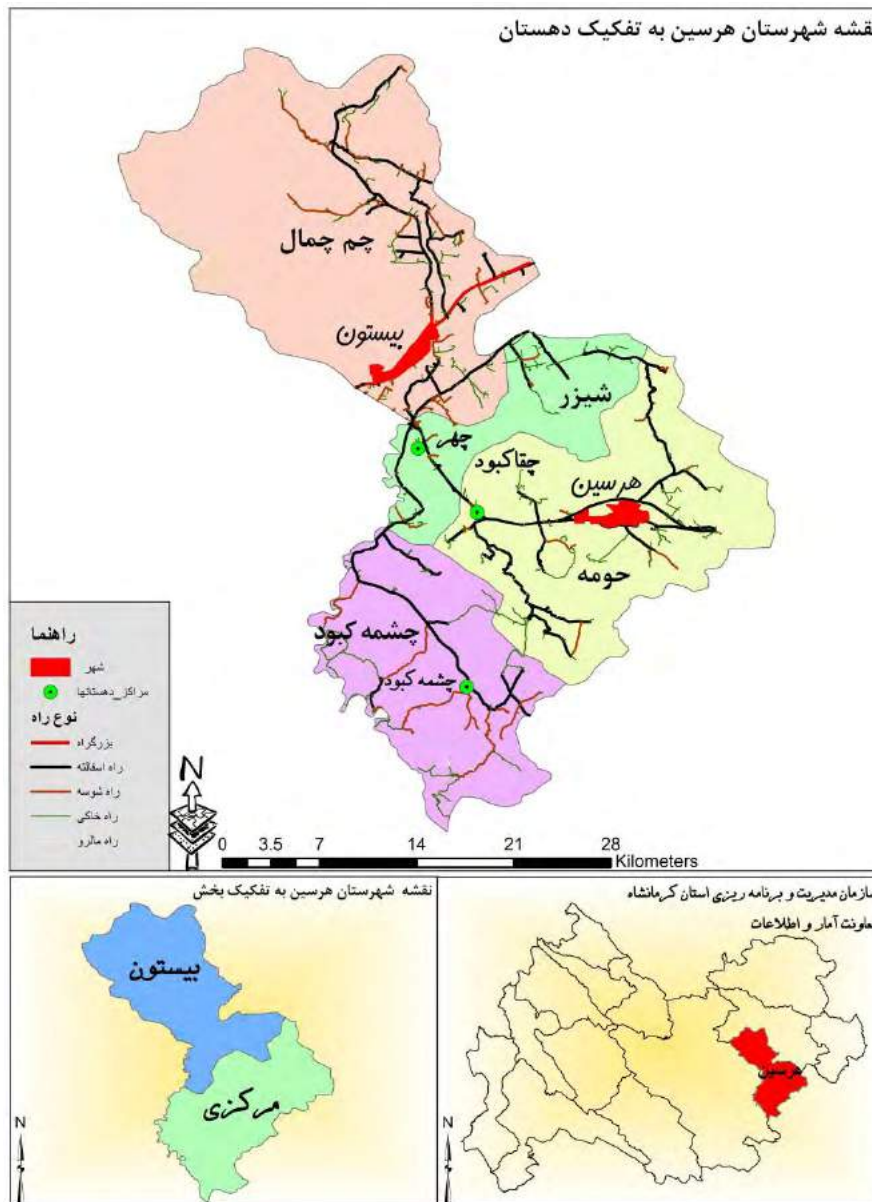 نقشه شهرستان هرسین به تفکیک دهستان
چم چمال
بیستون
شیزر
چهر
چقاکبود
هرسین
حومه
چشمه کبود
چشمه کبود
راهنما
شهر
مراکز_دهستانها
نوع راه
بزرگراه
راه اسفالته
راه شوسه
راه خاکی
راه مالرو
N
0 3.5 7 14 21 28
Kilometers
نقشه شهرستان هرسین به تفکیک بخش
بیستون
مرکزی
N
ازمان مدیریت و برنامه ریزی استان کرمانشاه
عاونت آمار و اطلاعات
هرسین
N